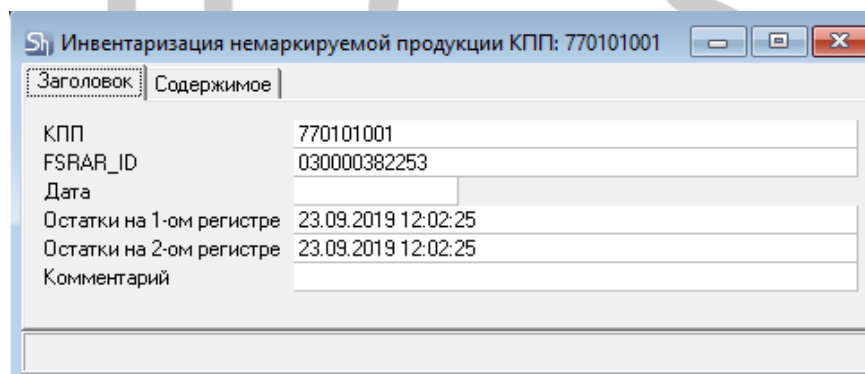 Sh Инвентаризация немаркируемой продукции КПП: 770101001
Заголовок Содержимое
КПП 770101001
FSRAR_ID 030000382253
Дата
Остатки на 1-ом регистре 23.09.2019 12:02:25
Остатки на 2-ом регистре 23.09.2019 12:02:25
Комментарий